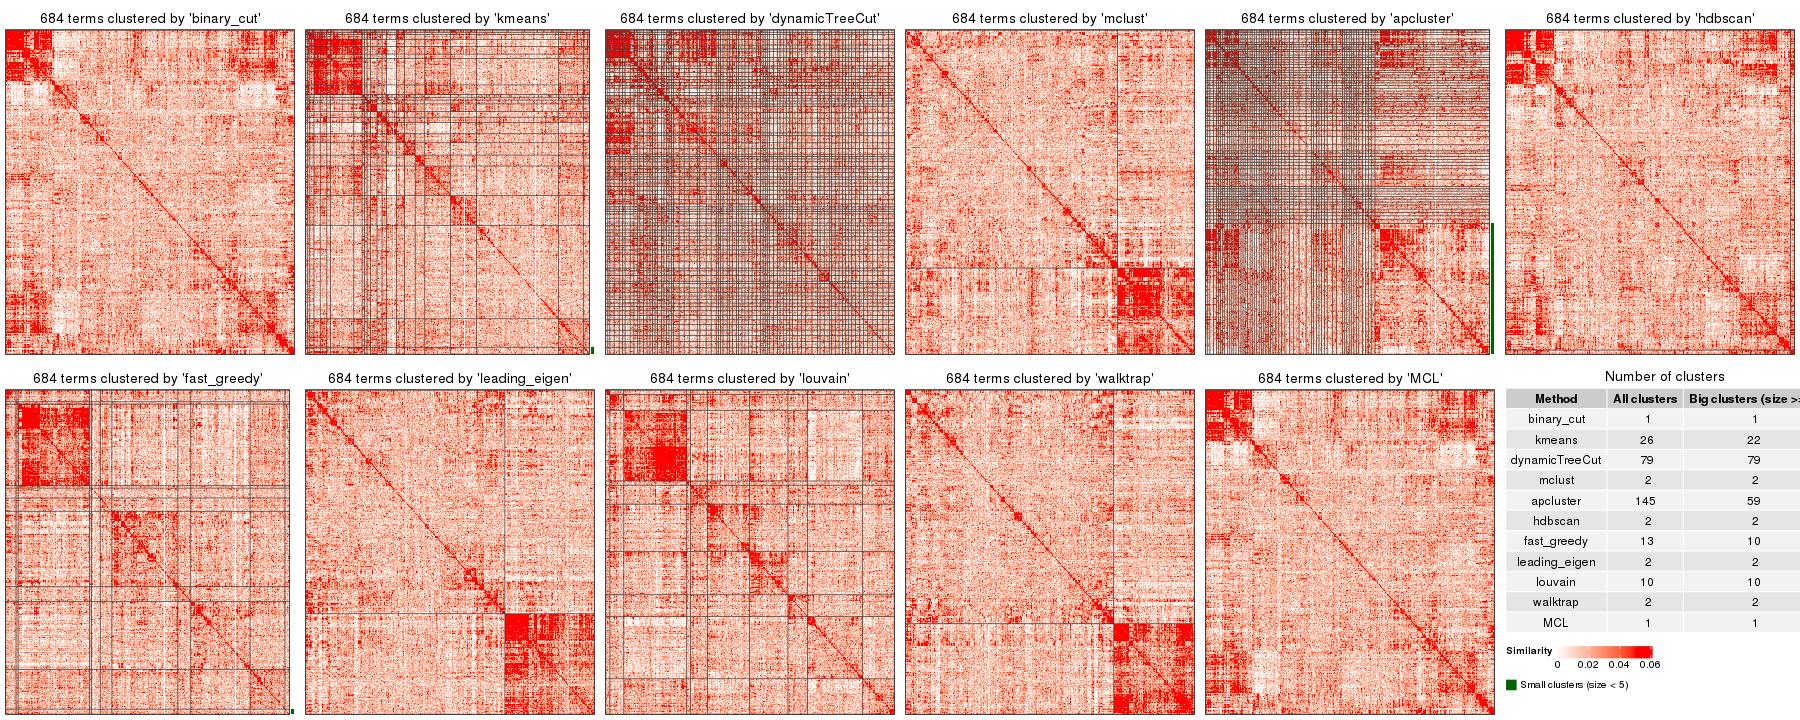 684 terms clustered by 'binary_cut'
684 terms clustered by 'kmeans'
684 terms clustered by 'dynamicTreeCut'
684 terms clustered by 'mclust'
684 terms clustered by 'apcluster'
684 terms clustered by 'hdbscan'
684 terms clustered by 'fast_greedy'
684 terms clustered by 'leading_eigen'
684 terms clustered by 'louvain'
684 terms clustered by 'walktrap'
684 terms clustered by 'MCL'
Number of clusters
Method All clusters Big clusters (size >=
binary_cut 1 1
kmeans 26 22
dynamicTreeCut 79 79
mclust 2 2
apcluster 145 59
hdbscan 2 2
fast_greedy 13 10
leading_eigen 2 2
louvain 10 10
walktrap 2 2
MCL 1 1
Similarity
0 0.02 0.04 0.06
Small clusters (size < 5)